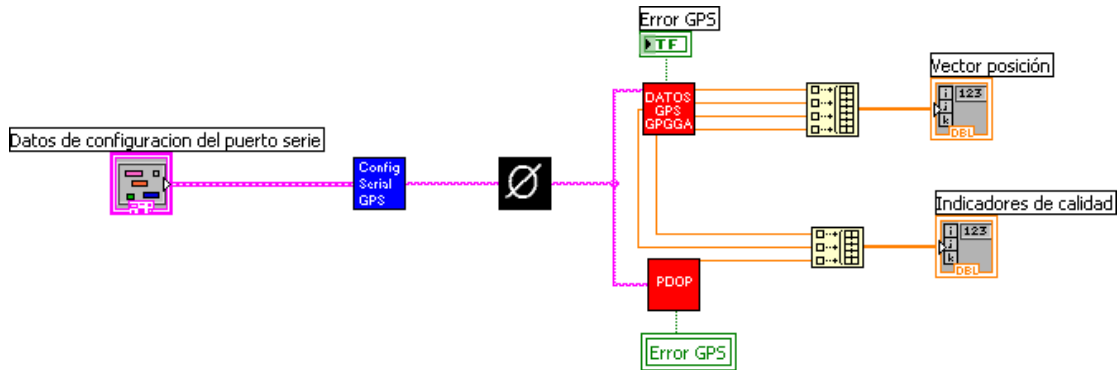 Error GPS
TF
Vector posición
DATOS
GPS
GPGGA
i
j
k
123
DBL
Datos de configuracion del puerto serie
Config
Serial
GPS
Ø
Indicadores de calidad
i
j
k
123
DBL
PDOP
Error GPS